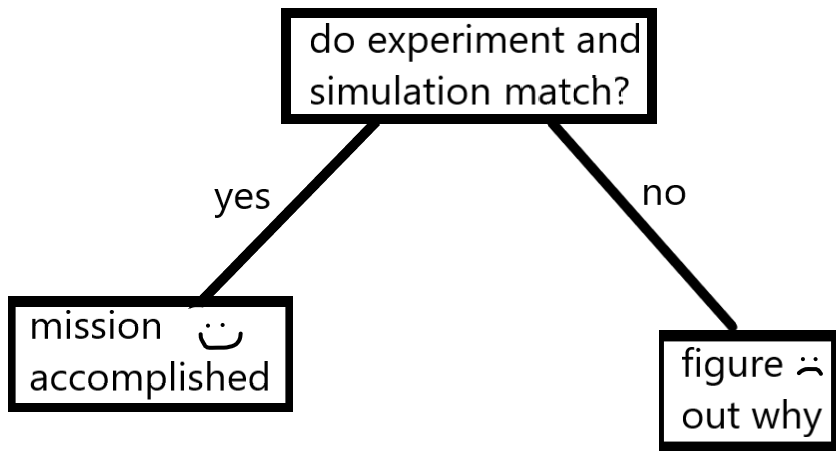 do experiment and
simulation match?
yes
no
mission
accomplished
figure
out why